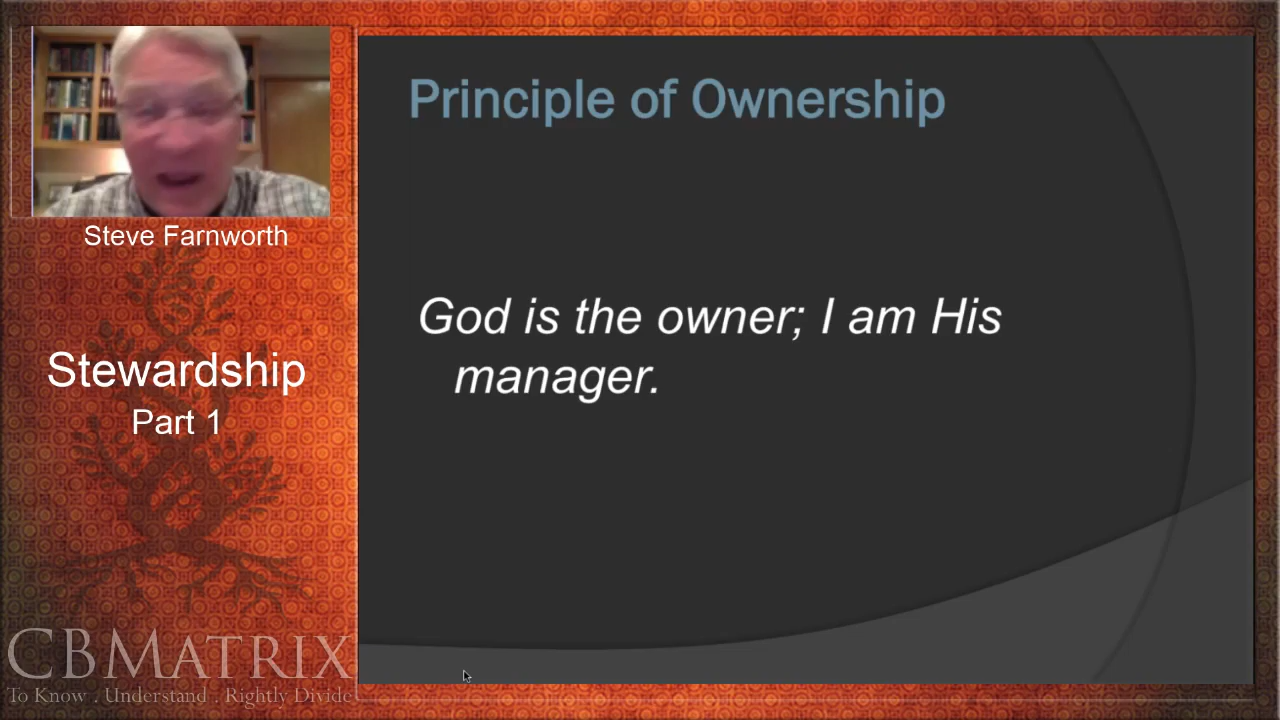 Principle of Ownership
God is the owner; I am His
manager.
Steve Farnworth
Stewardship
Part 1
CBMATRIX
To Know . Understand . Rightly Divide